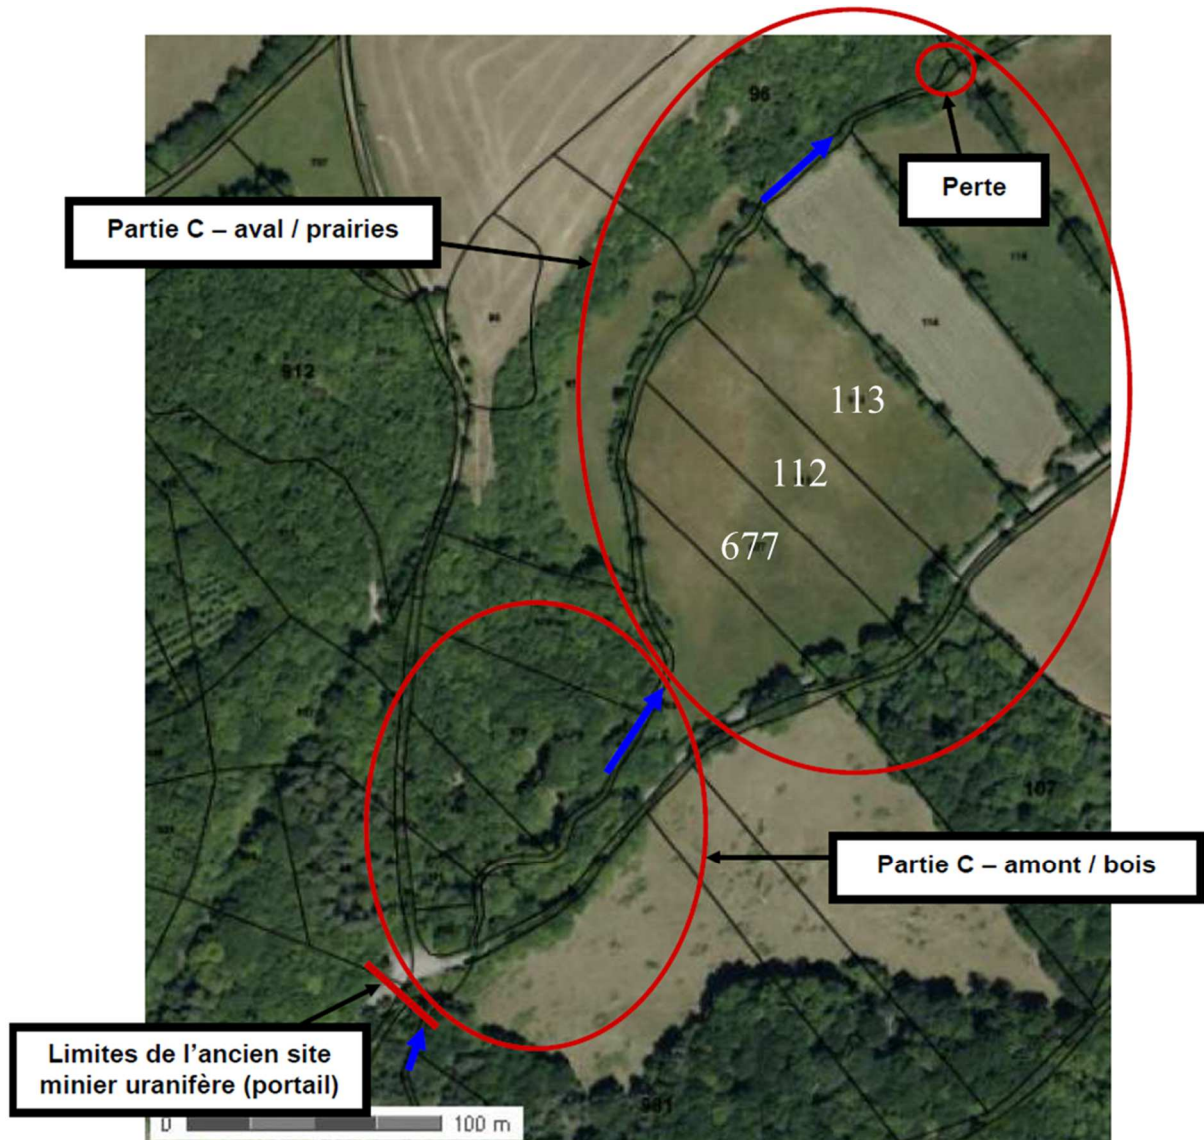 96
Perte
Partie C – aval / prairies
912
113
112
677
107
Partie C – amont / bois
Limites de l’ancien site
minier uranifère (portail)
981
0 100 m